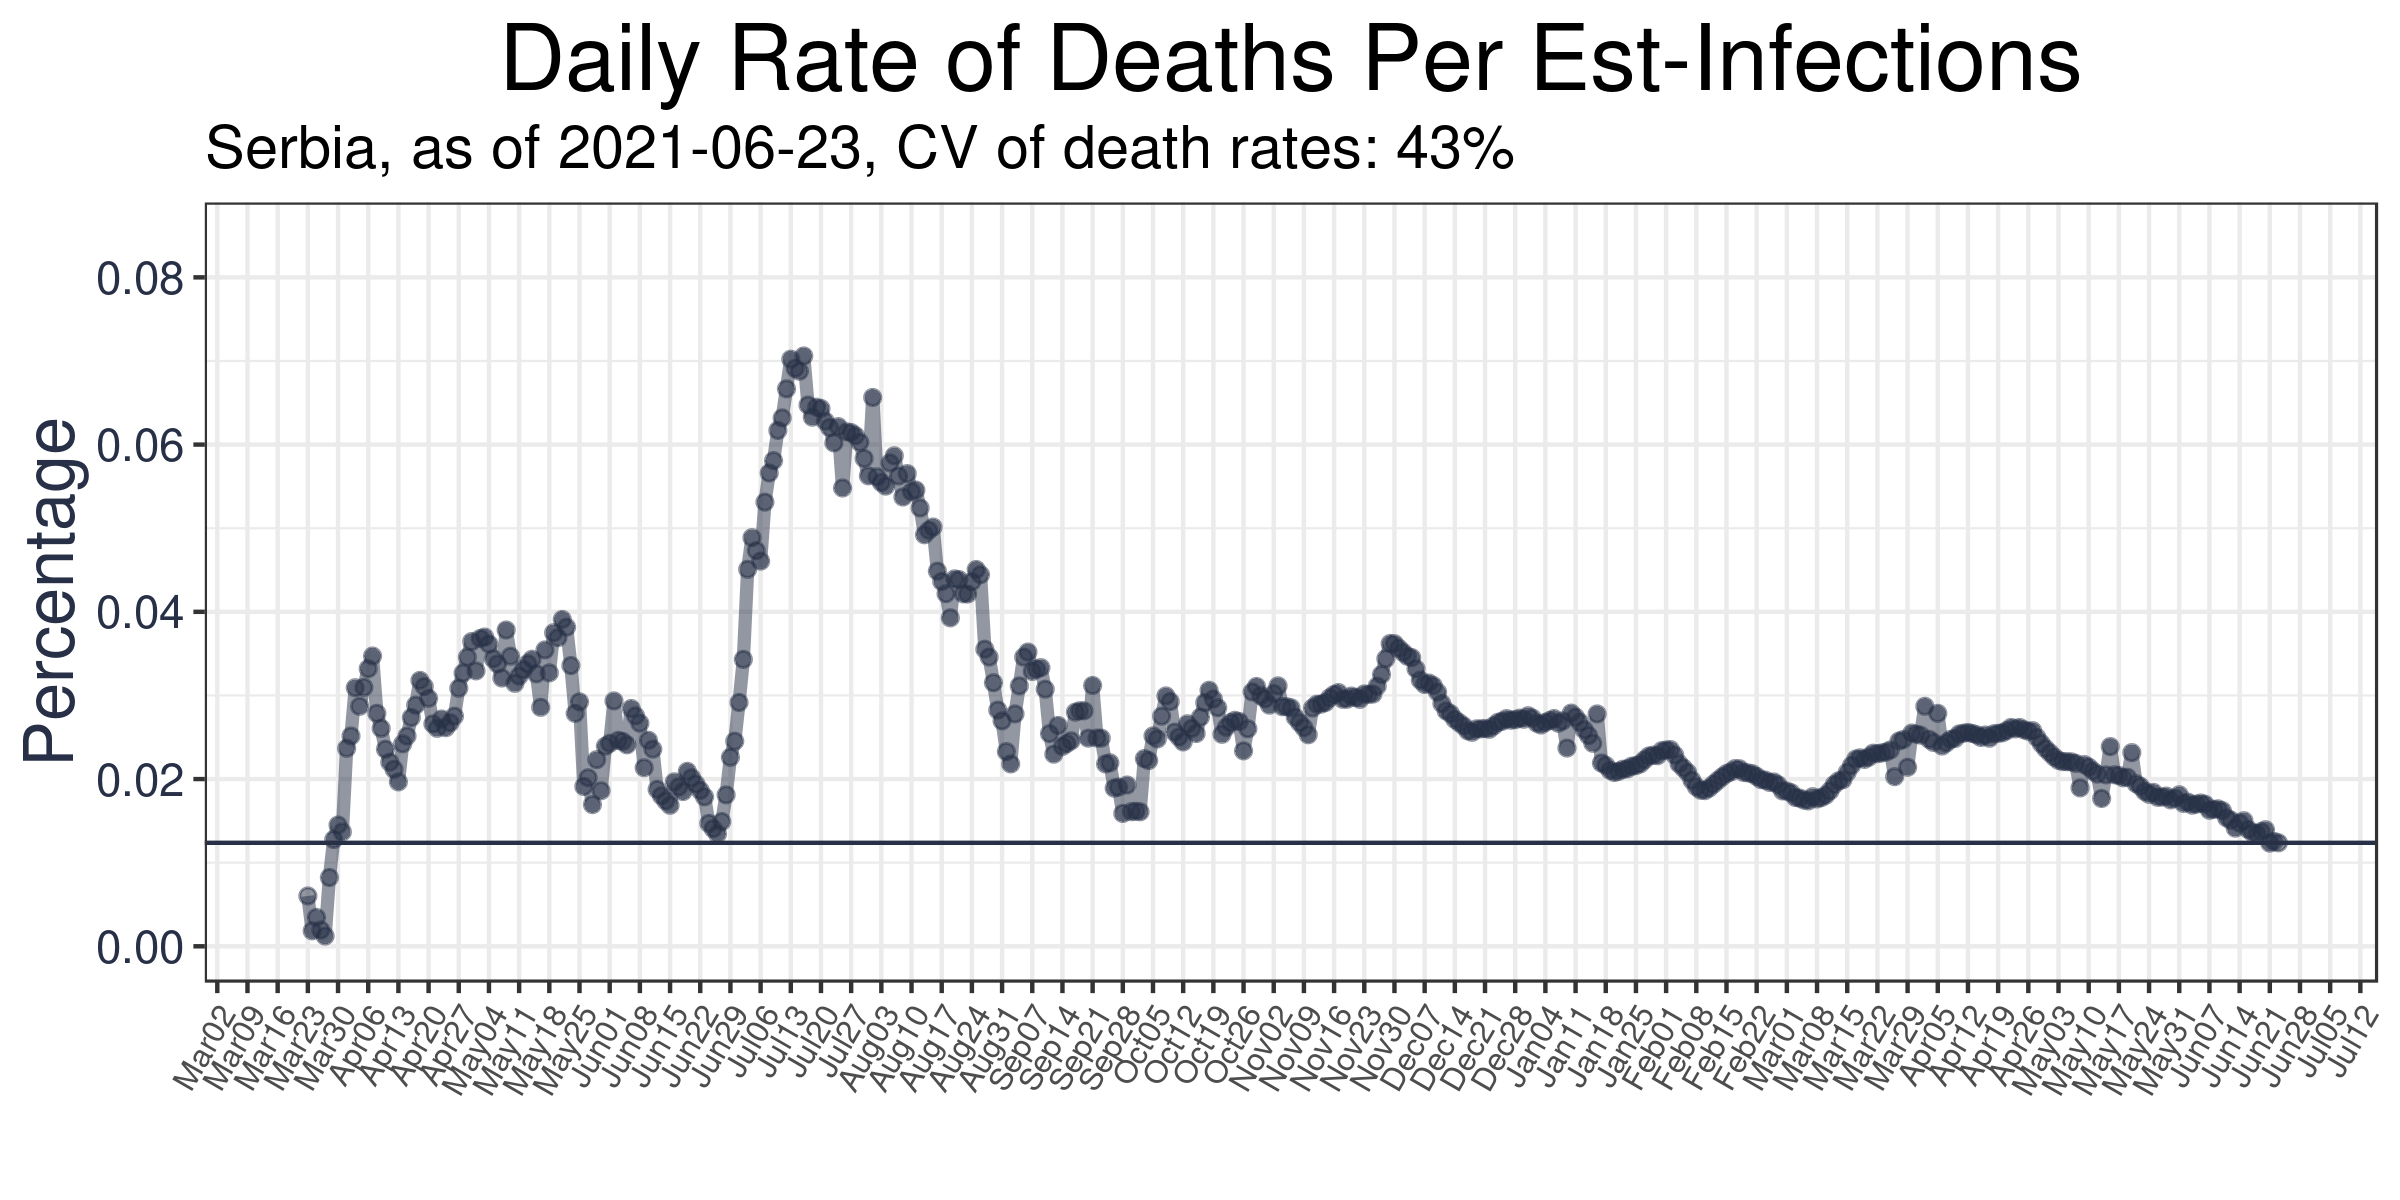 Daily Rate of Deaths Per Est-Infections
Serbia, as of 2021-06-23, CV of death rates: 43%
Percentage
0.08
0.06
0.04
0.02
0.00
Mar02
Mar09
Mar16
Mar23
Mar30
Apr06
Apr13
Apr20
Apr27
May04
May11
May18
May25
Jun01
Jun08
Jun15
Jun22
Jun29
Jul06
Jul13
Jul20
Jul27
Aug03
Aug10
Aug17
Aug24
Aug31
Sep07
Sep14
Sep21
Sep28
Oct05
Oct12
Oct19
Oct26
Nov02
Nov09
Nov16
Nov23
Nov30
Dec07
Dec14
Dec21
Dec28
Jan04
Jan11
Jan18
Jan25
Feb01
Feb08
Feb15
Feb22
Mar01
Mar08
Mar15
Mar22
Mar29
Apr05
Apr12
Apr19
Apr26
May03
May10
May17
May24
May31
Jun07
Jun14
Jun21
Jun28
Jul05
Jul12